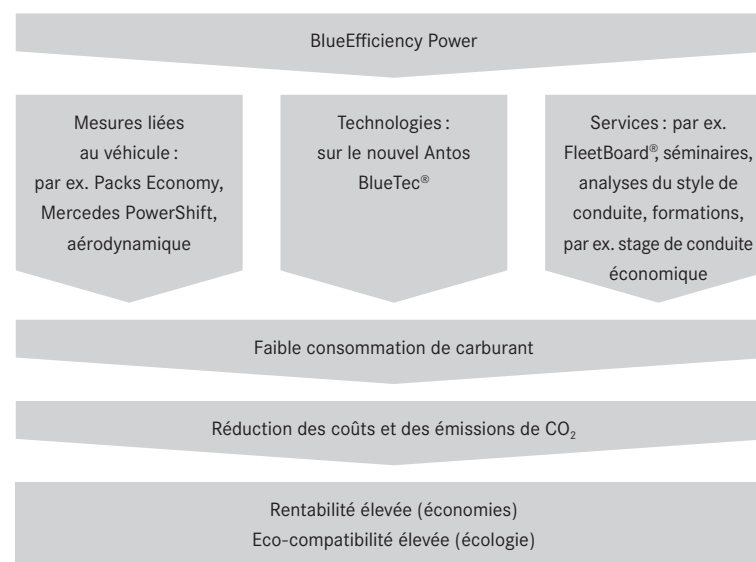 BlueEfficiency Power
Mesures liées
au véhicule :
par ex. Packs Economy,
Mercedes PowerShift,
aérodynamique
Technologies :
sur le nouvel Antos
BlueTec®
Services : par ex.
FleetBoard®, séminaires,
analyses du style de
conduite, formations,
par ex. stage de conduite
économique
Faible consommation de carburant
Réduction des coûts et des émissions de CO₂
Rentabilité élevée (économies)
Eco-compatibilité élevée (écologie)